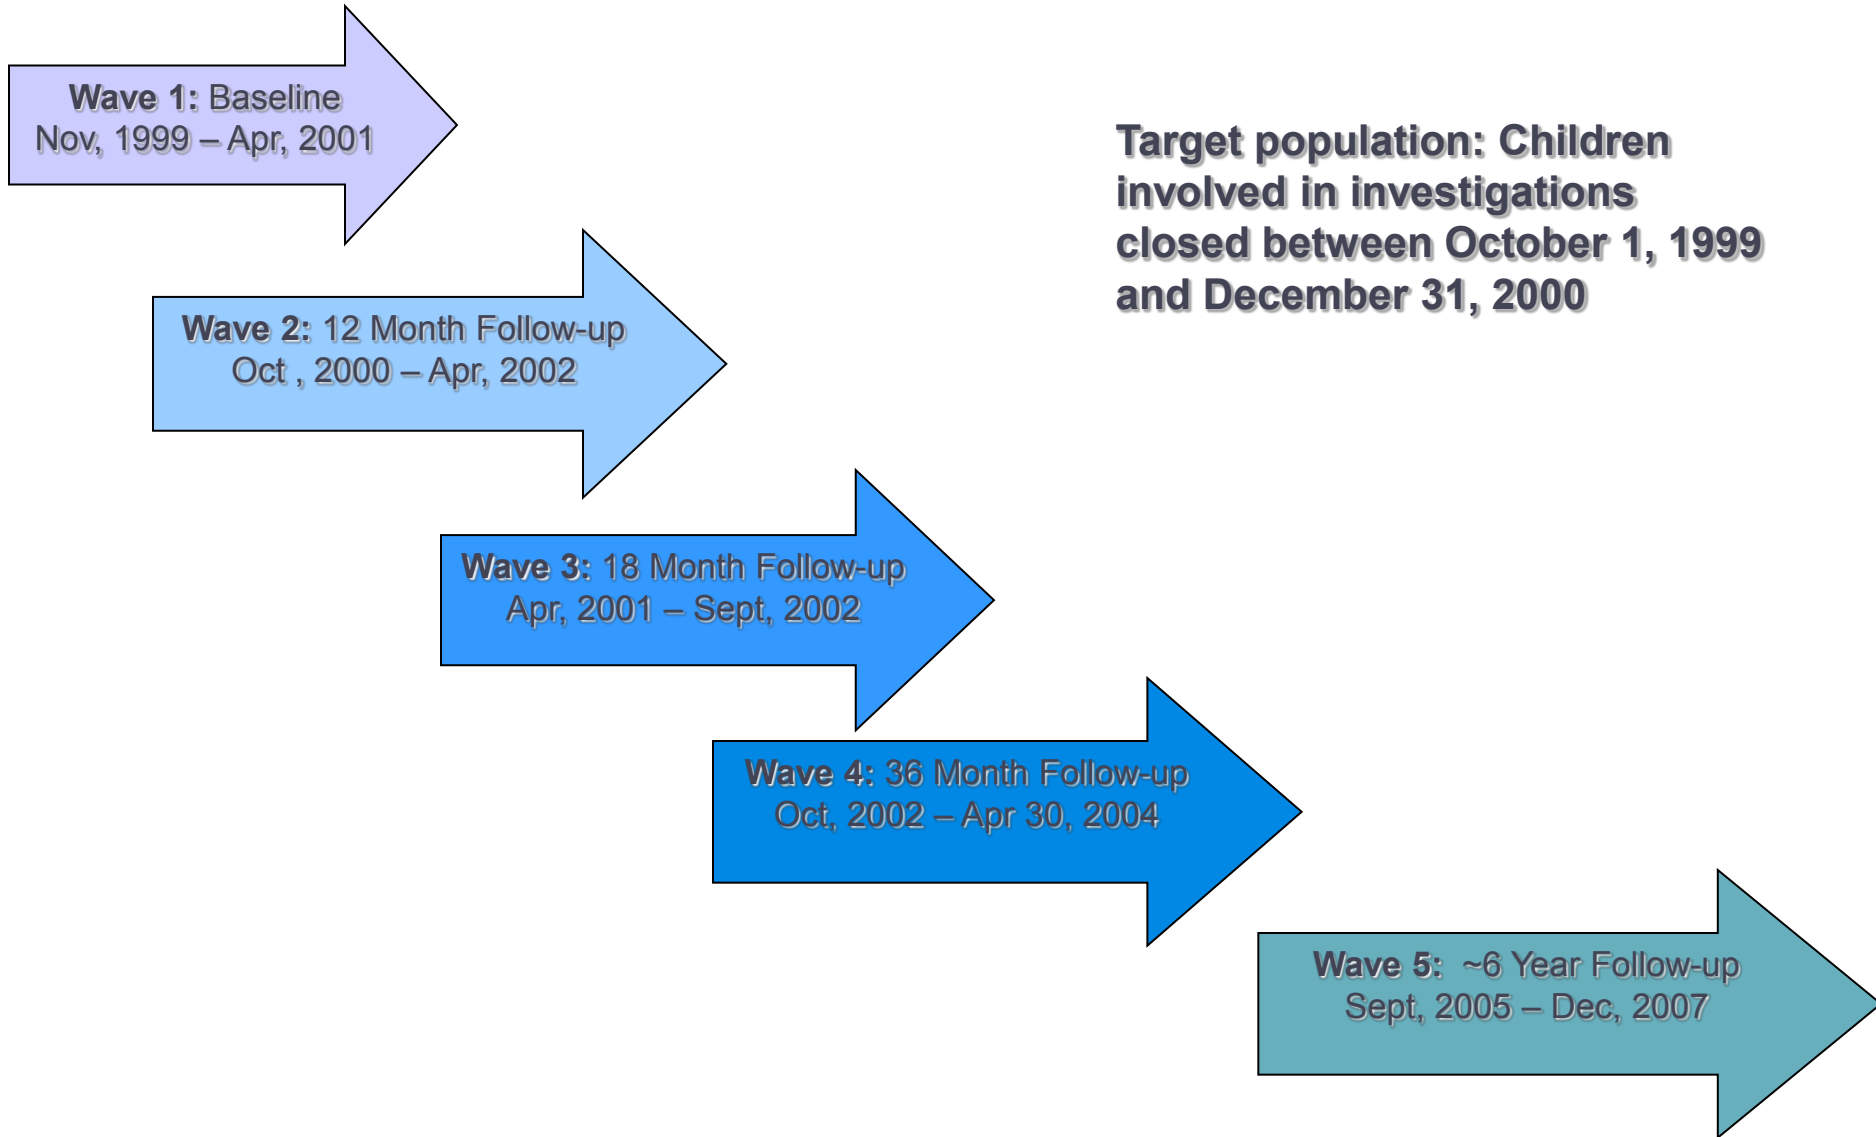 Wave 1: Baseline
Nov, 1999 – Apr, 2001
Target population: Children
involved in investigations
closed between October 1, 1999
and December 31, 2000
Wave 2: 12 Month Follow-up
Oct , 2000 – Apr, 2002
Wave 3: 18 Month Follow-up
Apr, 2001 – Sept, 2002
Wave 4: 36 Month Follow-up
Oct, 2002 – Apr 30, 2004
Wave 5:  ~6 Year Follow-up
Sept, 2005 – Dec, 2007